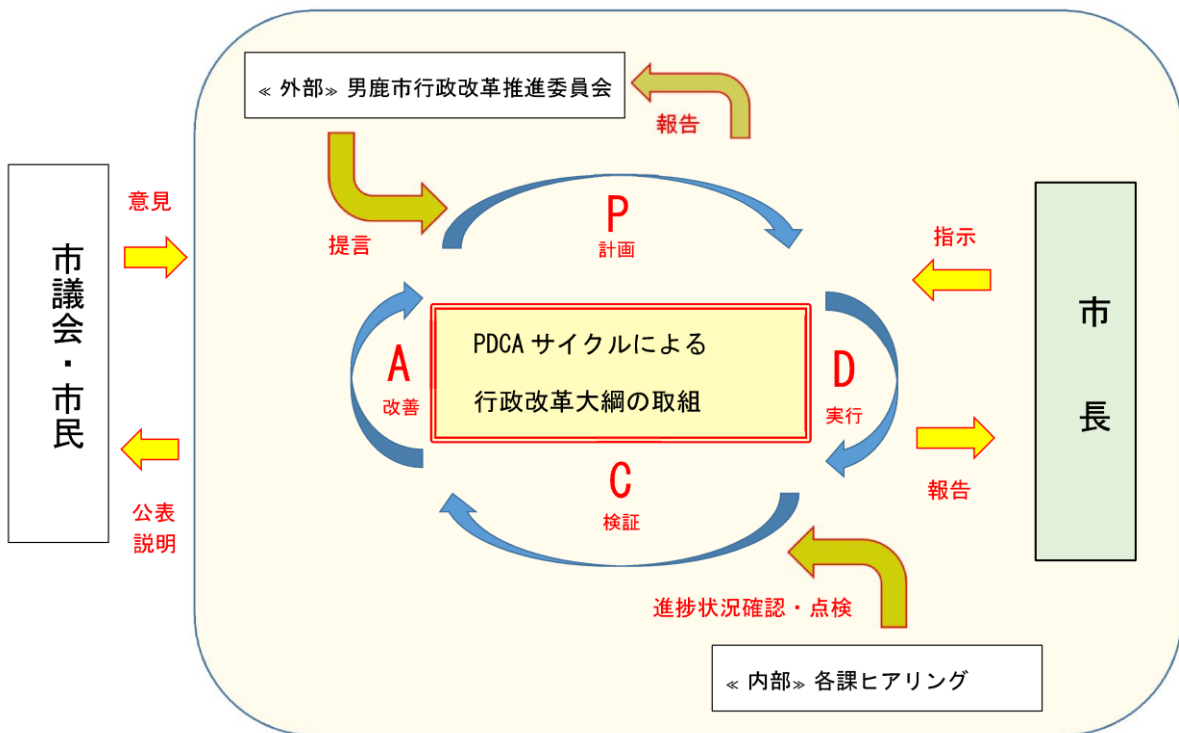 ≪ 外部≫ 男鹿市行政改革推進委員会
報告
意見
提言
P
計画
指示
市議会・市民
市長
PDCA サイクルによる
行政改革大綱の取組
A
改善
D
実行
C
検証
公表
説明
報告
進捗状況確認・点検
≪ 内部≫ 各課ヒアリング